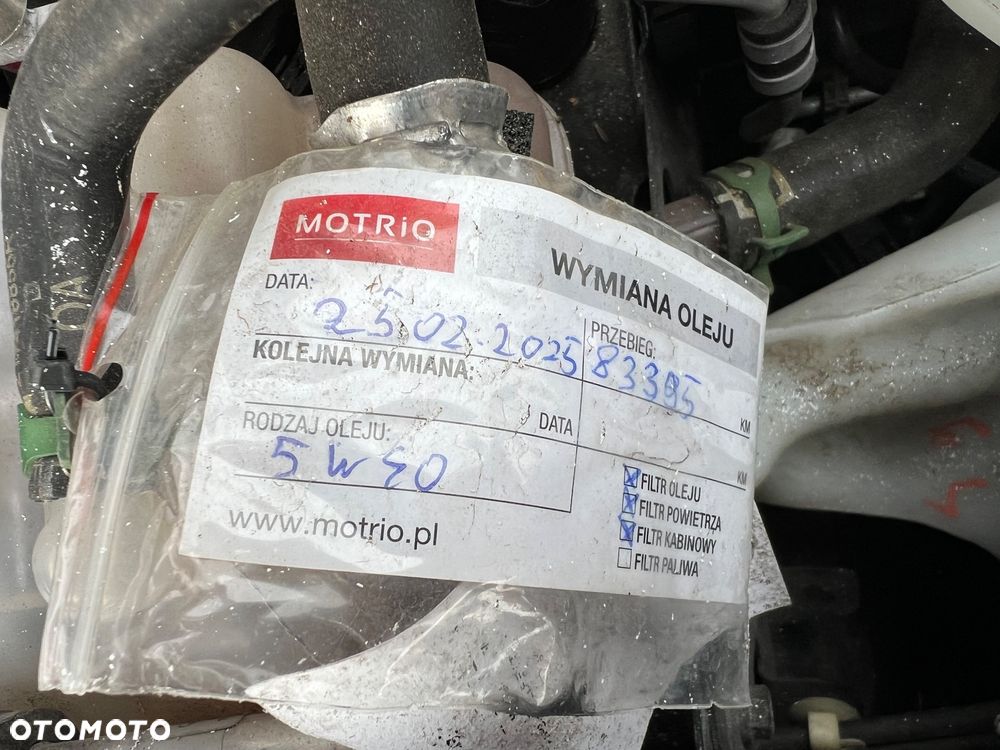 MOTRIO
WYMIANA OLEJU
DATA: 25.02.2025
PRZEBIEG: 83395 KM
KOLEJNA WYMIANA:
DATA
KM
RODZAJ OLEJU:
5W40
FILTR OLEJU
FILTR POWIETRZA
FILTR KABINOWY
FILTR PALIWA
www.motrio.pl
OTOMOTO